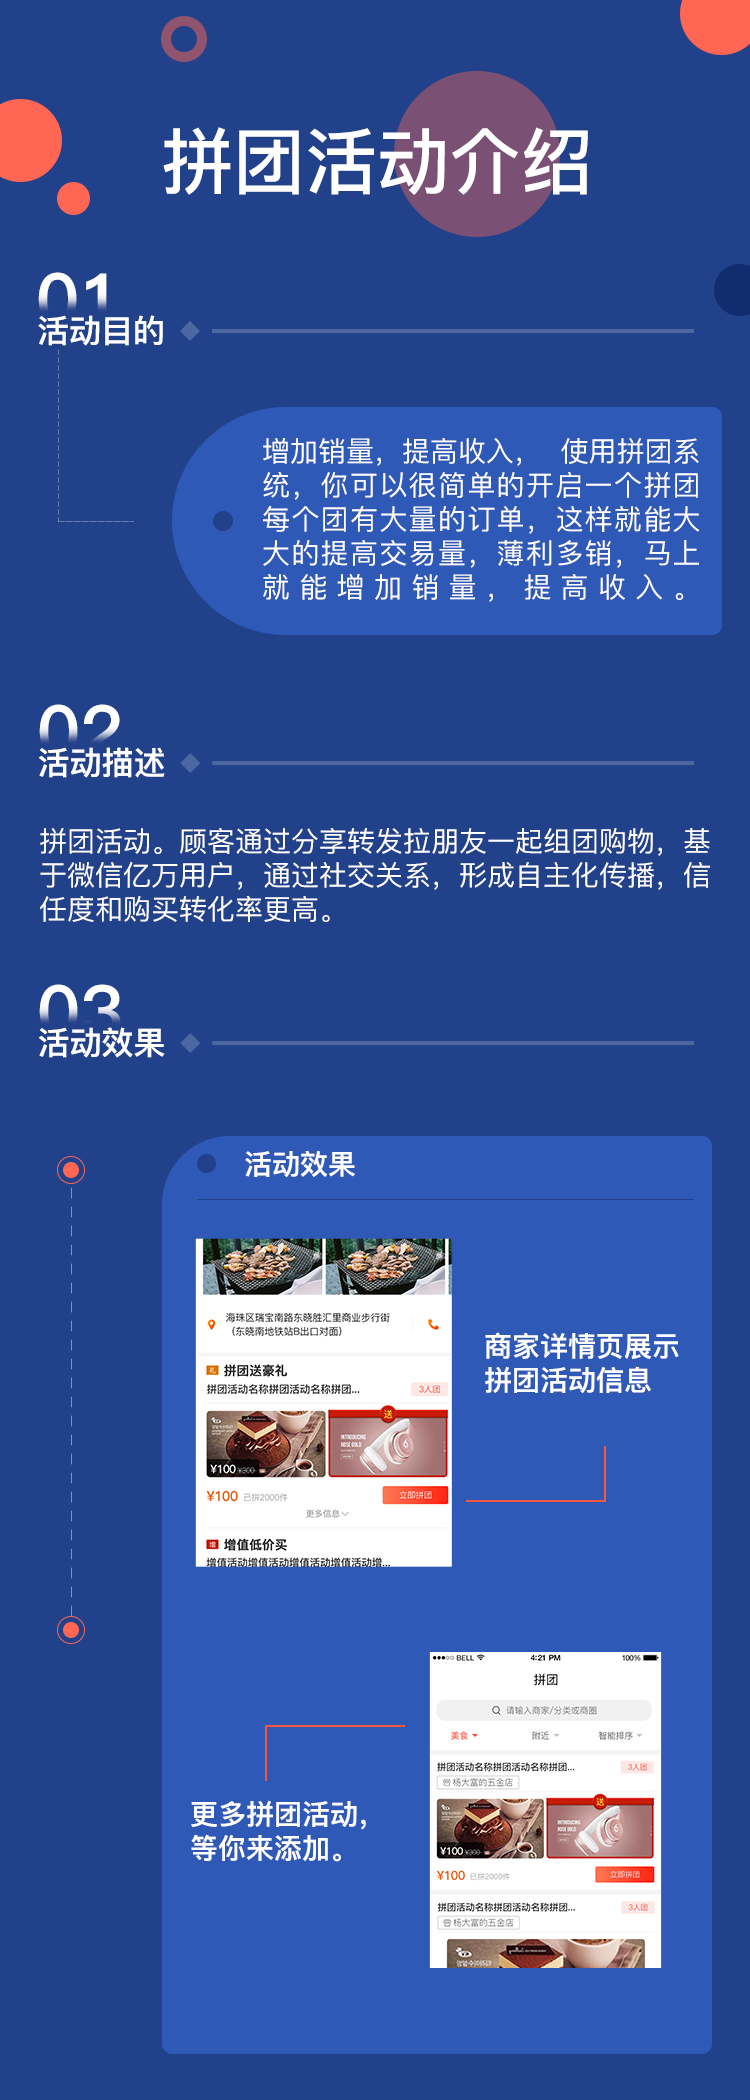 拼团活动介绍
01
活动目的
增加销量，提高收入， 使用拼团系
统，你可以很简单的开启一个拼团
每个团有大量的订单，这样就能大
大的提高交易量，薄利多销，马上
就能增加销量，提高收入。
02
活动描述
拼团活动。顾客通过分享转发拉朋友一起组团购物，基
于微信亿万用户，通过社交关系，形成自主化传播，信
任度和购买转化率更高。
03
活动效果
活动效果
海珠区瑞宝南路东晓胜汇里商业步行街
（东晓南地铁站B出口对面）
礼 拼团送豪礼
拼团活动名称拼团活动名称拼团...
3人团
送
INTRODUCING
ROSE GOLD
¥100 ¥300
¥100 已拼2000件
立即拼团
更多信息
增 增值低价买
增值活动增值活动增值活动增值活动增...
商家详情页展示
拼团活动信息
BELL 4:21 PM 100%
拼团
请输入商家/分类或商圈
美食 附近 智能排序
拼团活动名称拼团活动名称拼团...
3人团
杨大富的五金店
送
INTRODUCING
ROSE GOLD
¥100 ¥300
¥100 已拼2000件
立即拼团
拼团活动名称拼团活动名称拼团...
3人团
杨大富的五金店
更多拼团活动，
等你来添加。